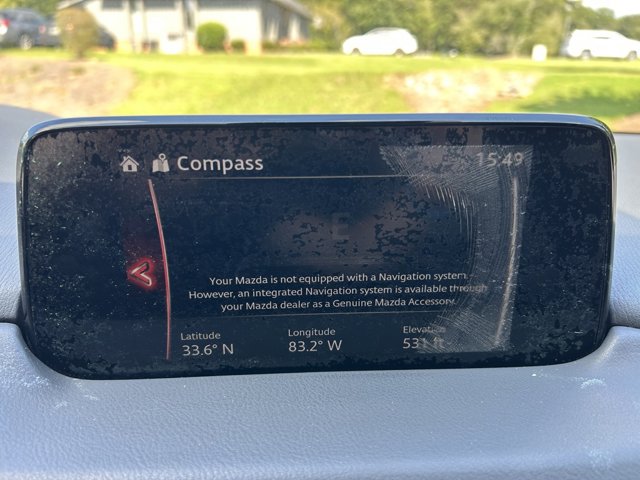 Compass
15:49
E
Your Mazda is not equipped with a Navigation system.
However, an integrated Navigation system is available through
your Mazda dealer as a Genuine Mazda Accessory.
Latitude Longitude Elevation
33.6° N 83.2° W 531 ft